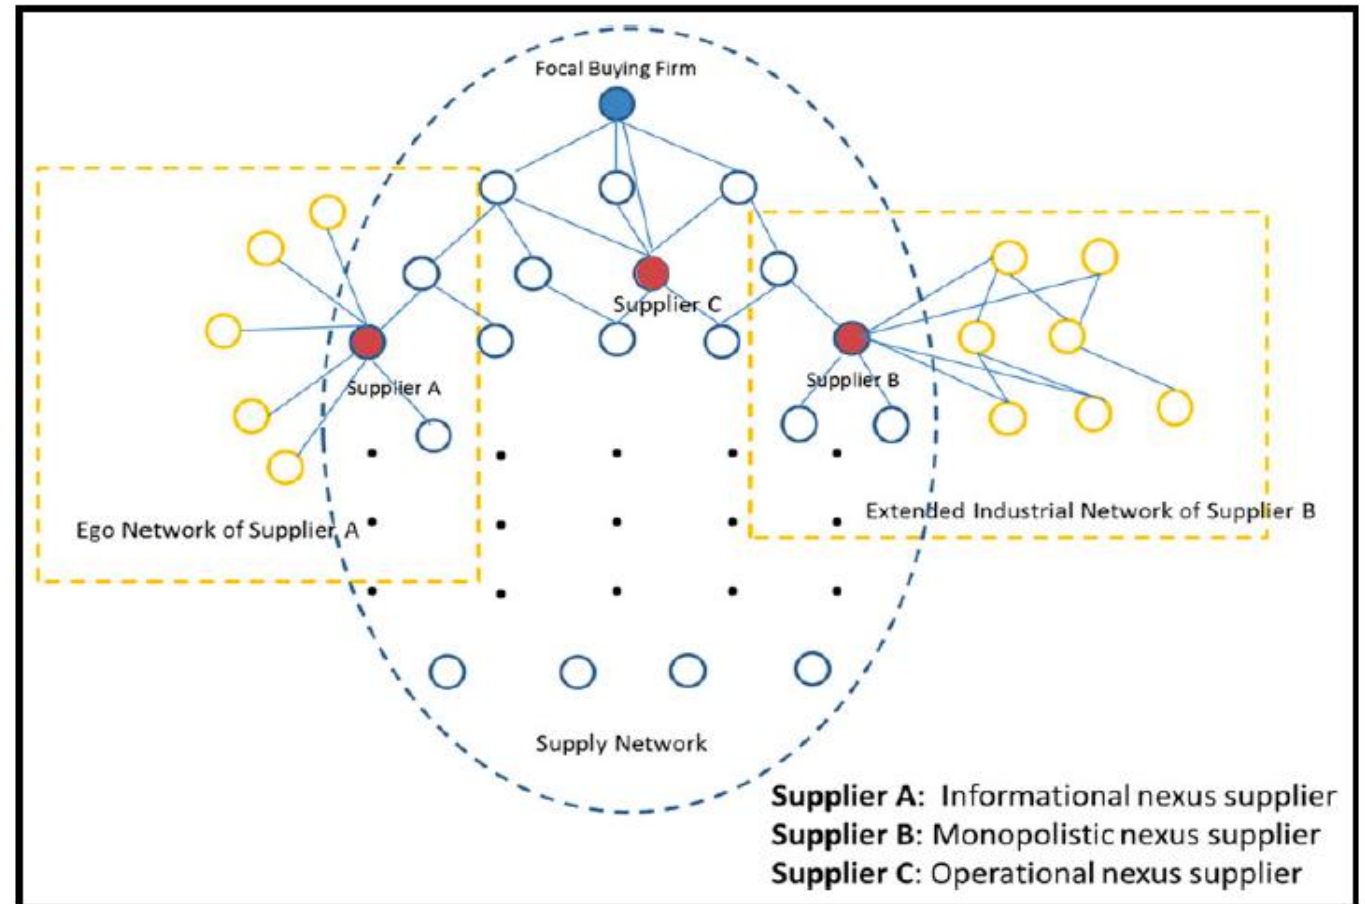 Focal Buying Firm
Supplier C
Supplier A
Supplier B
Extended Industrial Network of Supplier B
Ego Network of Supplier A
Supply Network
Supplier A: Informational nexus supplier
Supplier B: Monopolistic nexus supplier
Supplier C: Operational nexus supplier